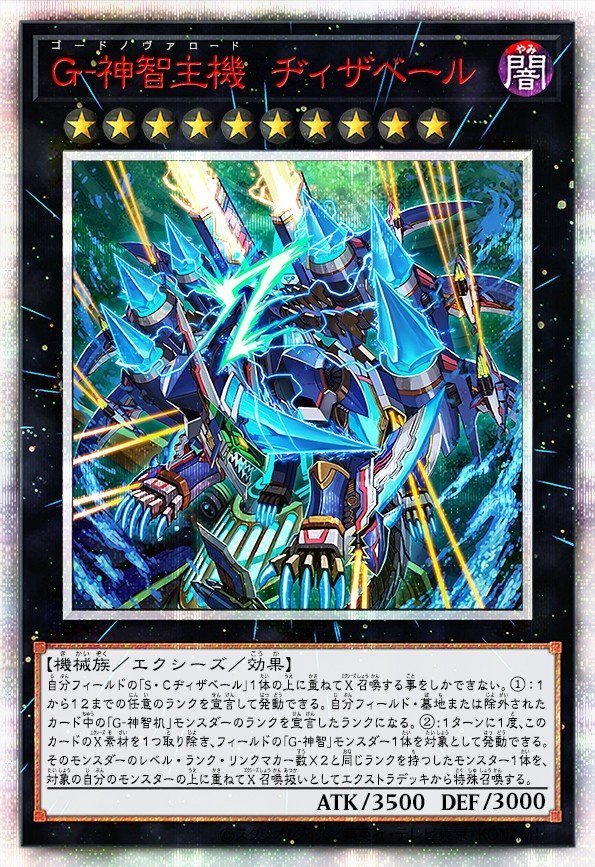 ゴードノヴァロード
G-神智主機 ヂィザベール
やみ
闇
【機械族／エクシーズ／効果】
自分フィールドの「S・Cヂィザベール」1体の上に重ねてX召喚する事をしかできない。①：1
から12までの任意のランクを宣言して発動できる。自分フィールド・墓地または除外された
カード中の「G-神智机」モンスターのランクを宣言したランクになる。②：1ターンに1度、この
カードのX素材を1つ取り除き、フィールドの「G-神智」モンスター1体を対象として発動できる。
そのモンスターのレベル・ランク・リンクマーカー数X2と同じランクを持つしたモンスター1体を、
対象の自分のモンスターの上に重ねてX召喚扱いとしてエクストラデッキから特殊召喚する。
ATK/3500 DEF/3000